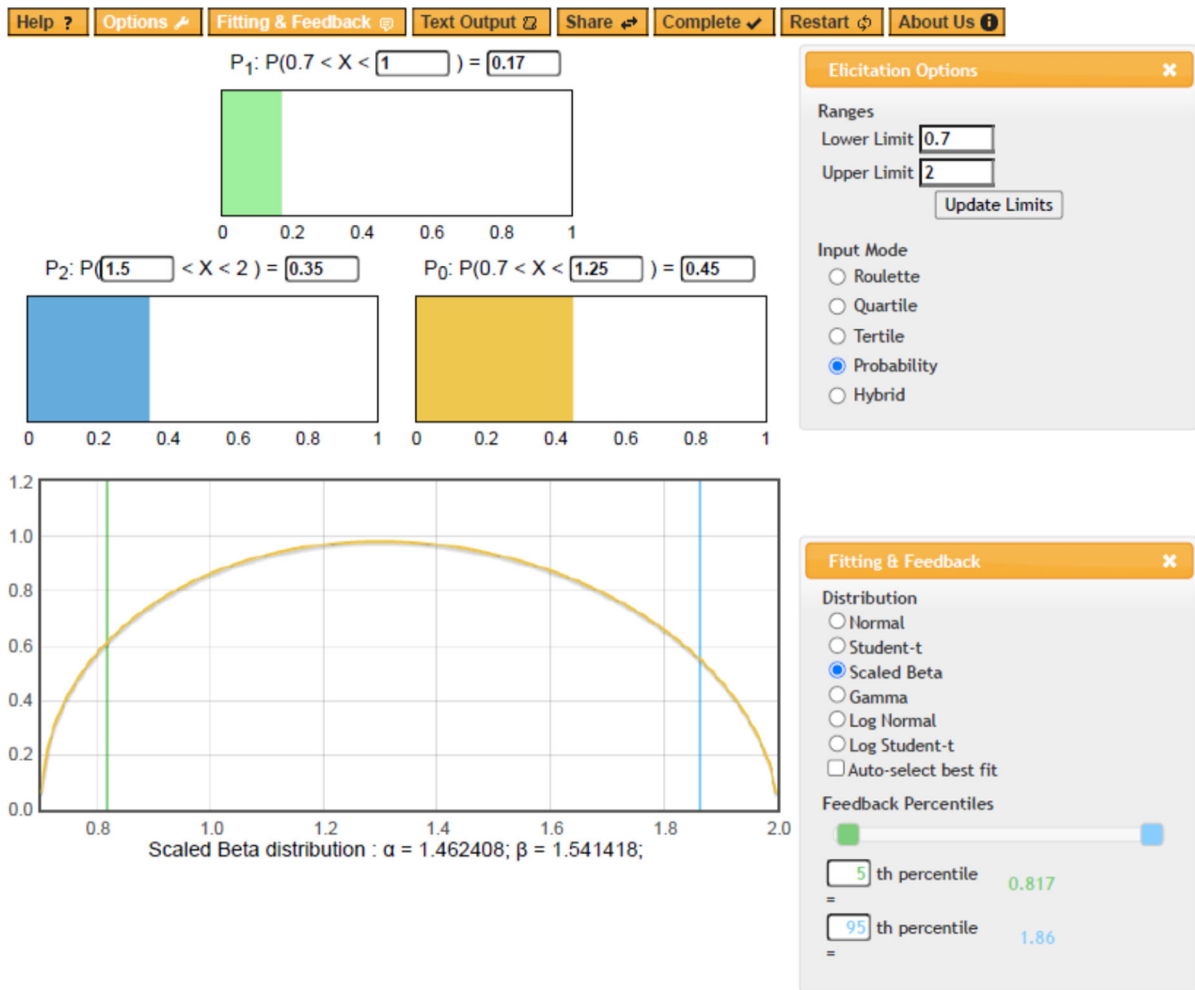 Help ? Options Fitting & Feedback Text Output Share Complete Restart About Us
P1: P(0.7 < X < 1 ) = 0.17
0 0.2 0.4 0.6 0.8 1
P2: P(1.5 < X < 2 ) = 0.35
0 0.2 0.4 0.6 0.8 1
P0: P(0.7 < X < 1.25 ) = 0.45
0 0.2 0.4 0.6 0.8 1
1.2
1.0
0.8
0.6
0.4
0.2
0.0
0.8 1.0 1.2 1.4 1.6 1.8 2.0
Scaled Beta distribution : α = 1.462408; β = 1.541418;
Elicitation Options
Ranges
Lower Limit 0.7
Upper Limit 2
Update Limits
Input Mode
Roulette
Quartile
Tertile
Probability
Hybrid
Fitting & Feedback
Distribution
Normal
Student-t
Scaled Beta
Gamma
Log Normal
Log Student-t
Auto-select best fit
Feedback Percentiles
5 th percentile 0.817
=
95 th percentile 1.86
=